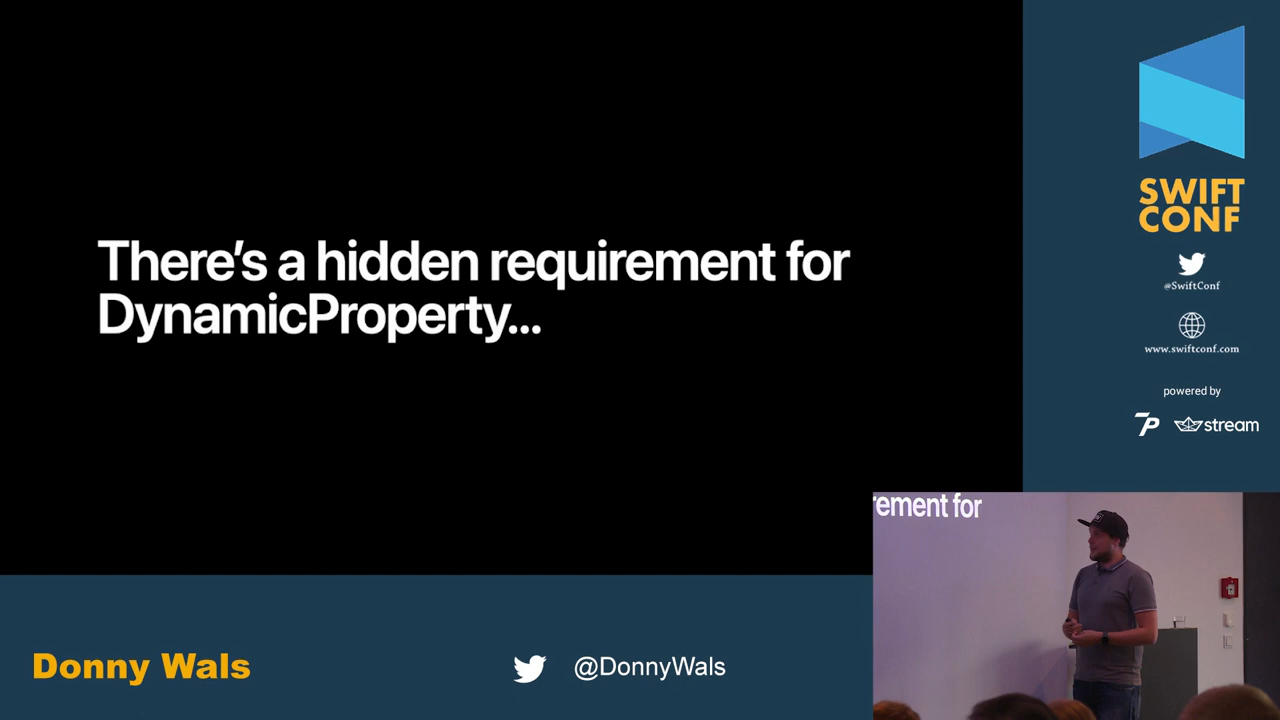 There's a hidden requirement for
DynamicProperty...
SWIFT
CONF
@SwiftConf
www.swiftconf.com
powered by
7P stream
rement for
Donny Wals
@DonnyWals